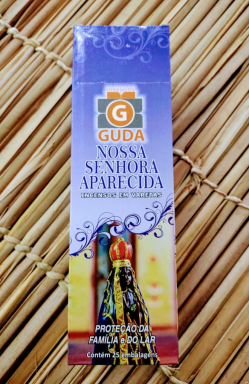 G
GUDA
NOSSA
SENHORA
APARECIDA
INCENSOS EM VARETAS
PROTEÇÃO DA
FAMÍLIA e DO LAR
Contém 25 embalagens